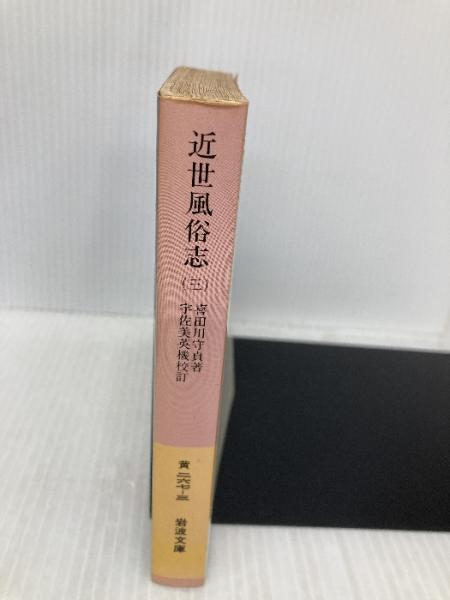 近世風俗志(三)
喜田川守貞著
宇佐美英機校訂
黄二六七-三
岩波文庫